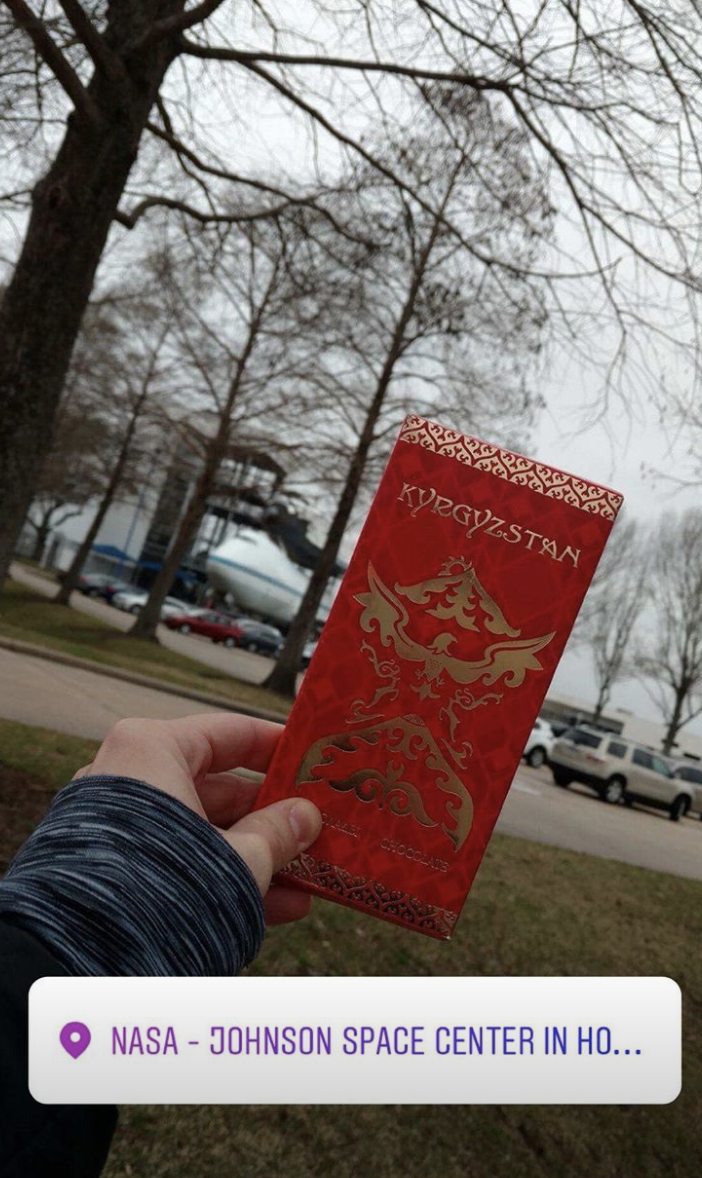 KYRGYZSTAN
CHOCOLATE
NASA - JOHNSON SPACE CENTER IN HO...